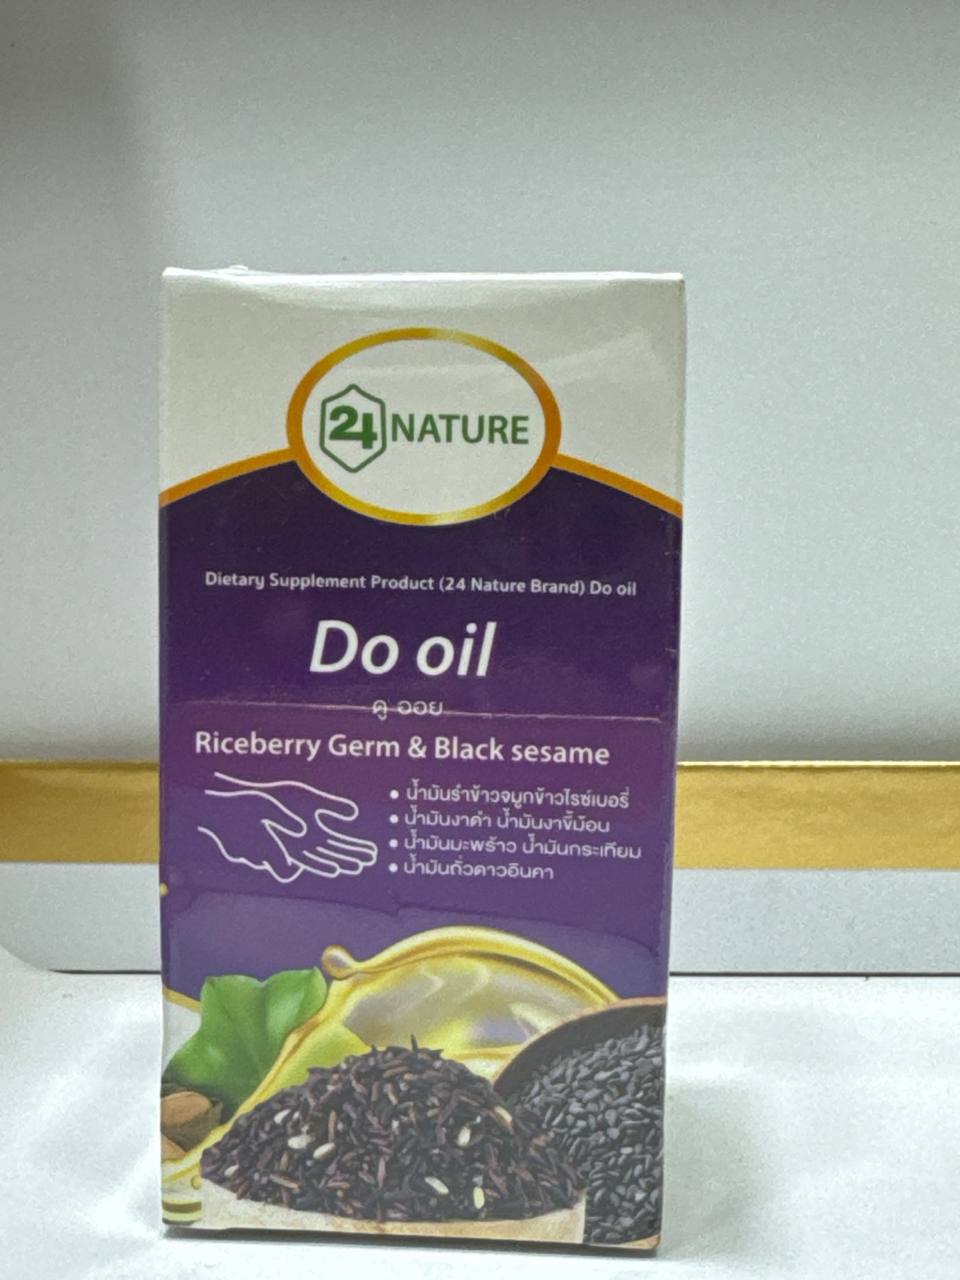 24 NATURE
Dietary Supplement Product (24 Nature Brand) Do oil
Do oil
ดู ออย
Riceberry Germ & Black sesame
• น้ำมันรำข้าวจมูกข้าวไรซ์เบอรี่
• น้ำมันงาดำ น้ำมันงาขี้ม้อน
• น้ำมันมะพร้าว น้ำมันกระเทียม
• น้ำมันถั่วดาวอินคา